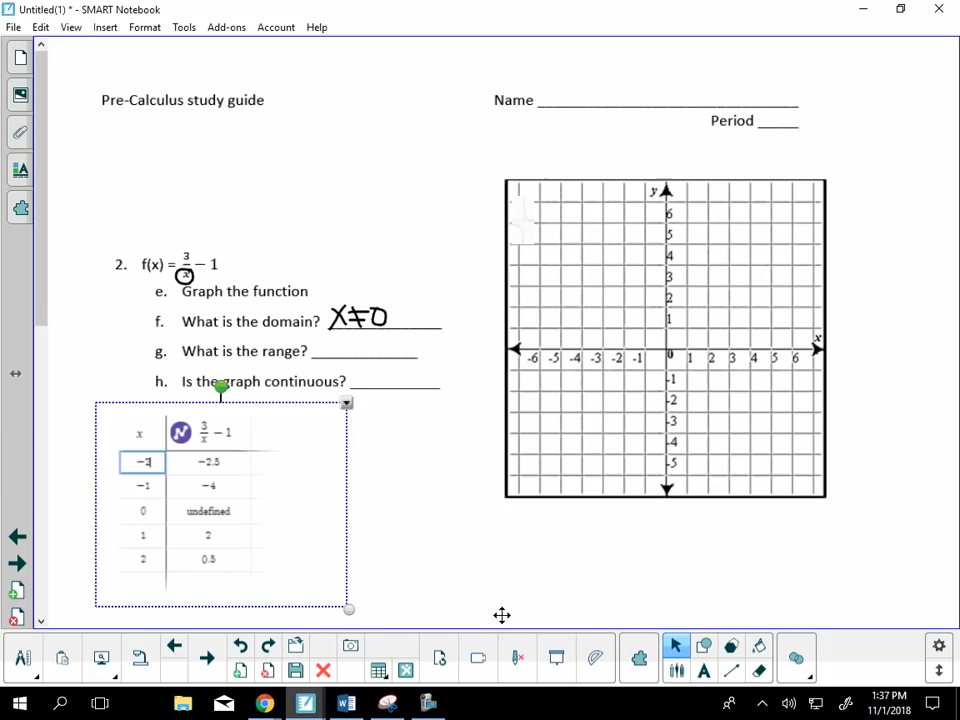 Untitled(1) * - SMART Notebook
File Edit View Insert Format Tools Add-ons Account Help
Pre-Calculus study guide
Name ____________________________
Period _____
2. f(x) = 3/x − 1
e. Graph the function
f. What is the domain? x≠0
g. What is the range? ____________
h. Is the graph continuous? __________
x 3/x − 1
−2 −2.5
−1 −4
0 undefined
1 2
2 0.5
y
6
5
4
3
2
1
x
-6 -5 -4 -3 -2 -1 0 1 2 3 4 5 6
-1
-2
-3
-4
-5
1:37 PM
11/1/2018